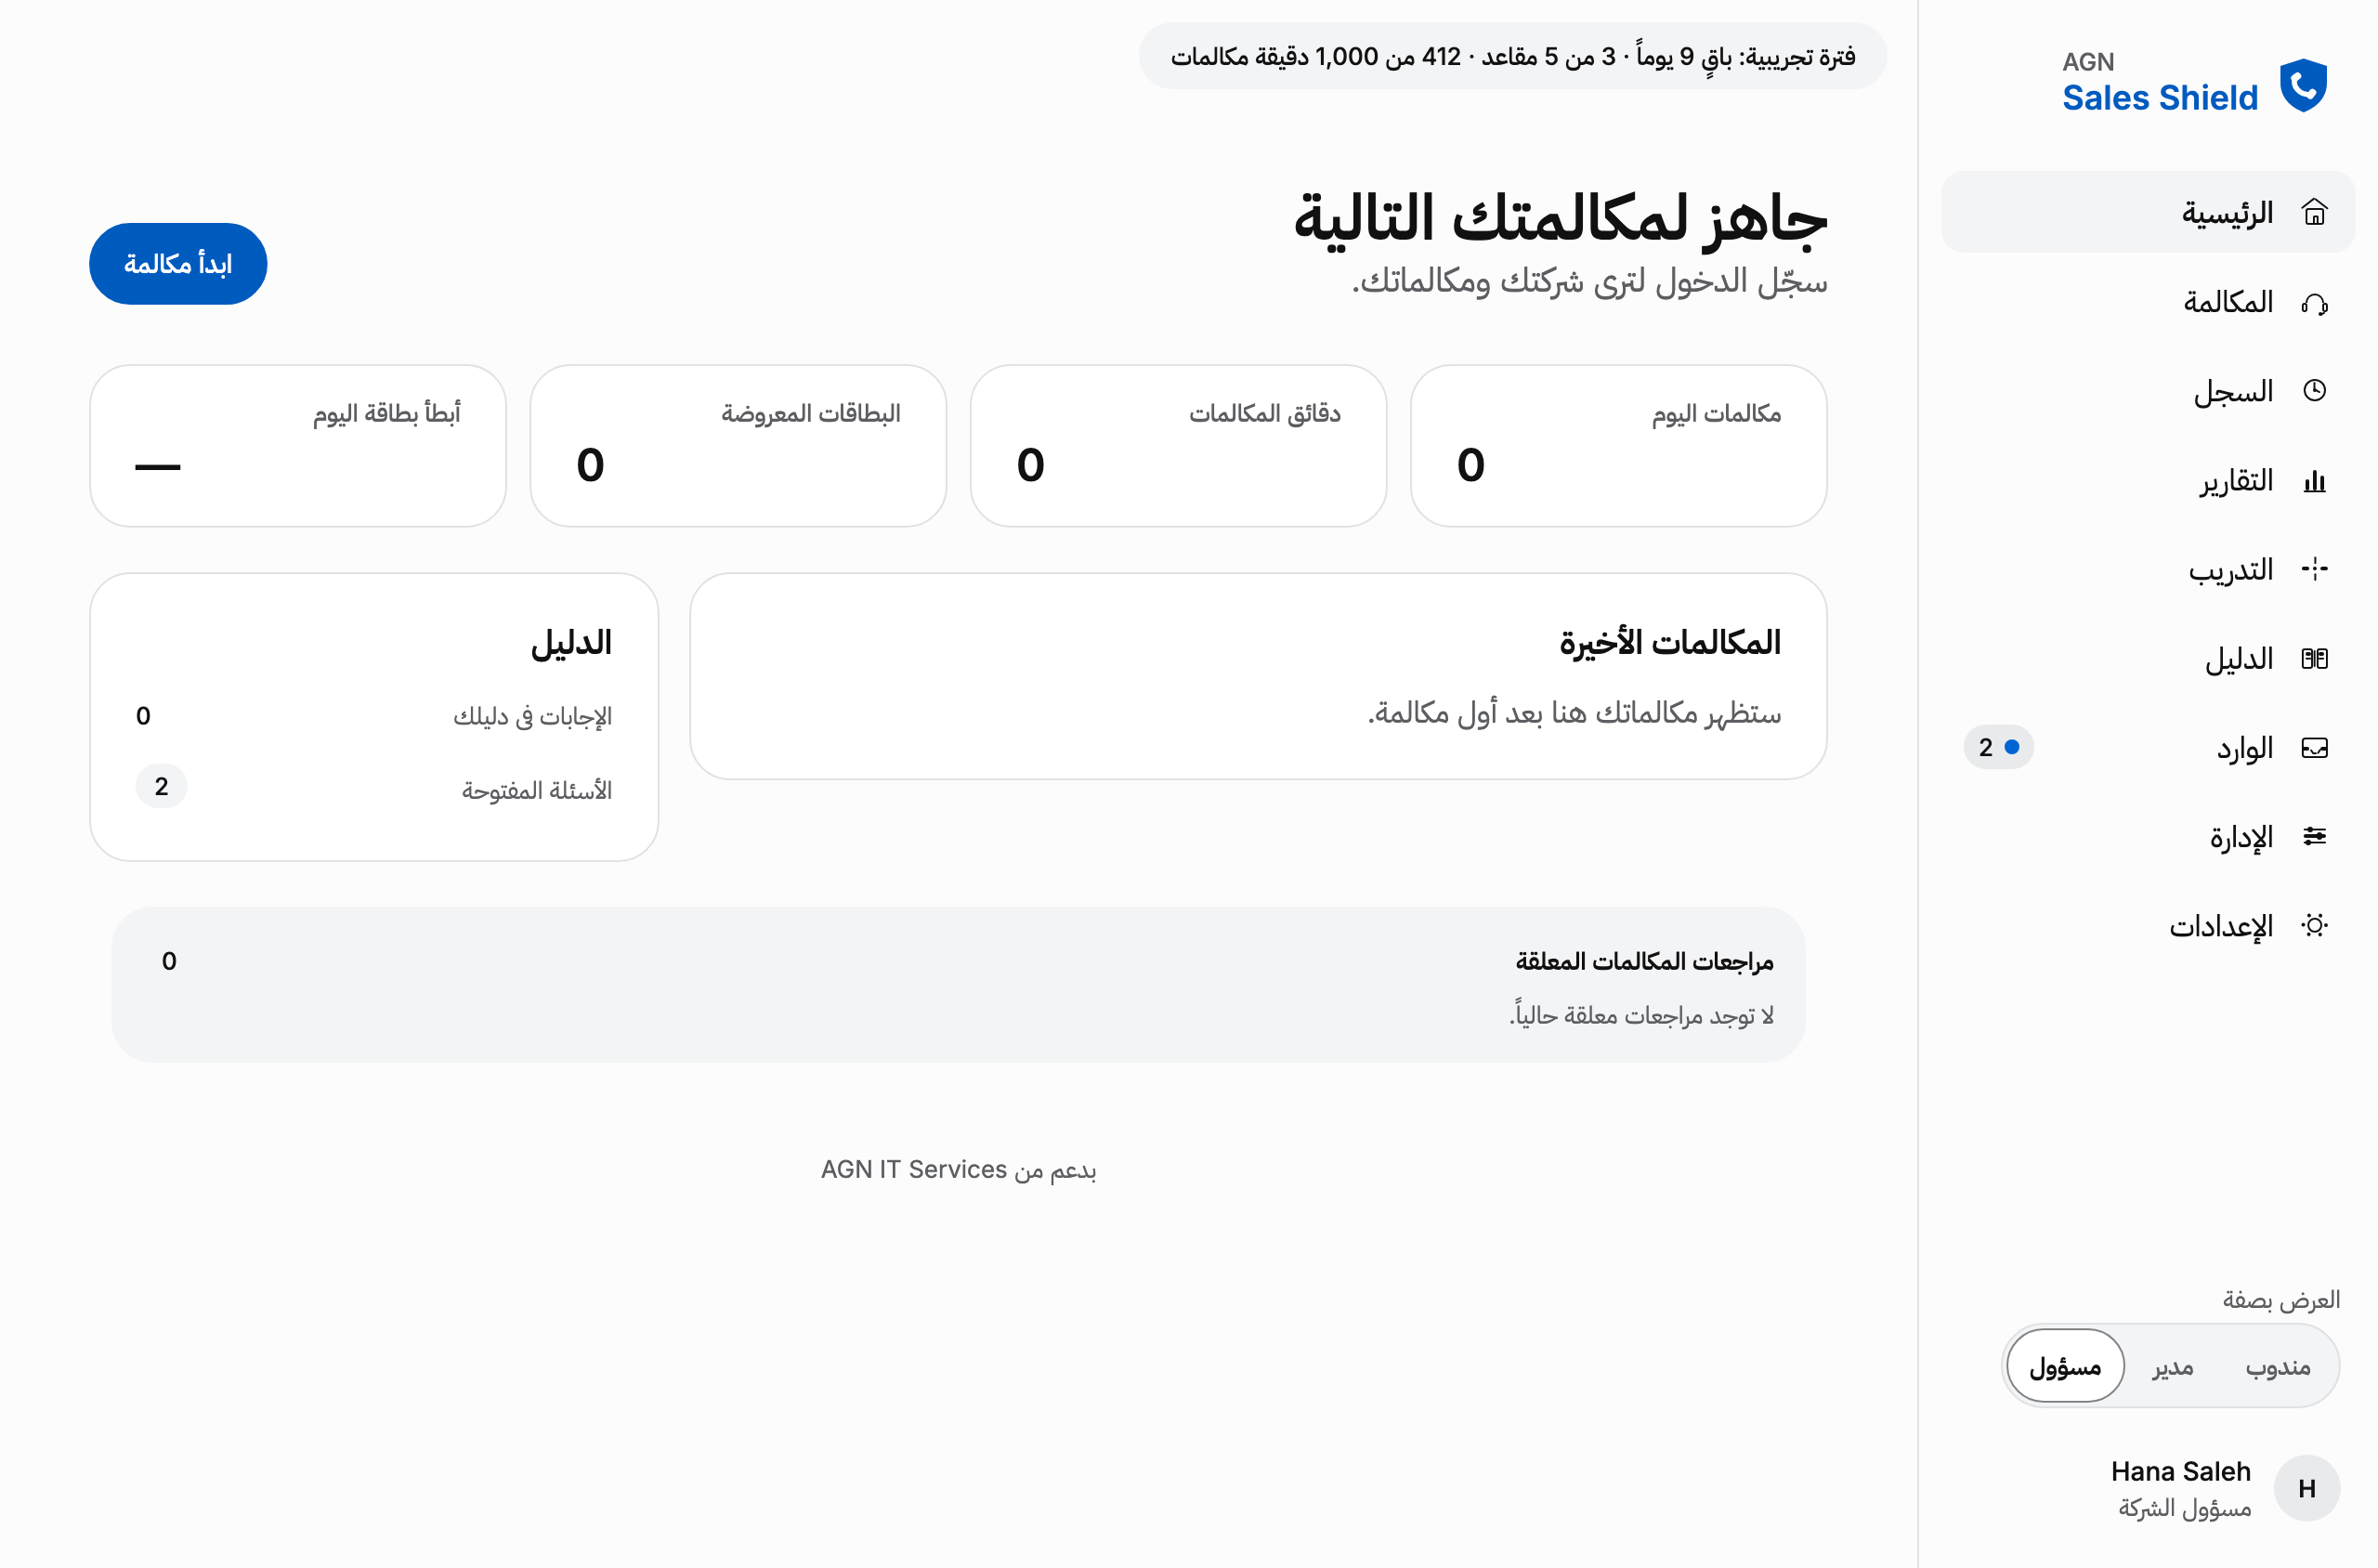 AGN
Sales Shield
الرئيسية
المكالمة
السجل
التقارير
التدريب
الدليل
الوارد
2
الإدارة
الإعدادات
العرض بصفة
مندوب
مدير
مسؤول
H
Hana Saleh
مسؤول الشركة
فترة تجريبية: باقٍ 9 يوماً · 3 من 5 مقاعد · 412 من 1,000 دقيقة مكالمات
جاهز لمكالمتك التالية
سجّل الدخول لترى شركتك ومكالماتك.
ابدأ مكالمة
مكالمات اليوم
0
دقائق المكالمات
0
البطاقات المعروضة
0
أبطأ بطاقة اليوم
—
المكالمات الأخيرة
ستظهر مكالماتك هنا بعد أول مكالمة.
الدليل
الإجابات في دليلك
0
الأسئلة المفتوحة
2
مراجعات المكالمات المعلقة
0
لا توجد مراجعات معلقة حالياً.
بدعم من AGN IT Services